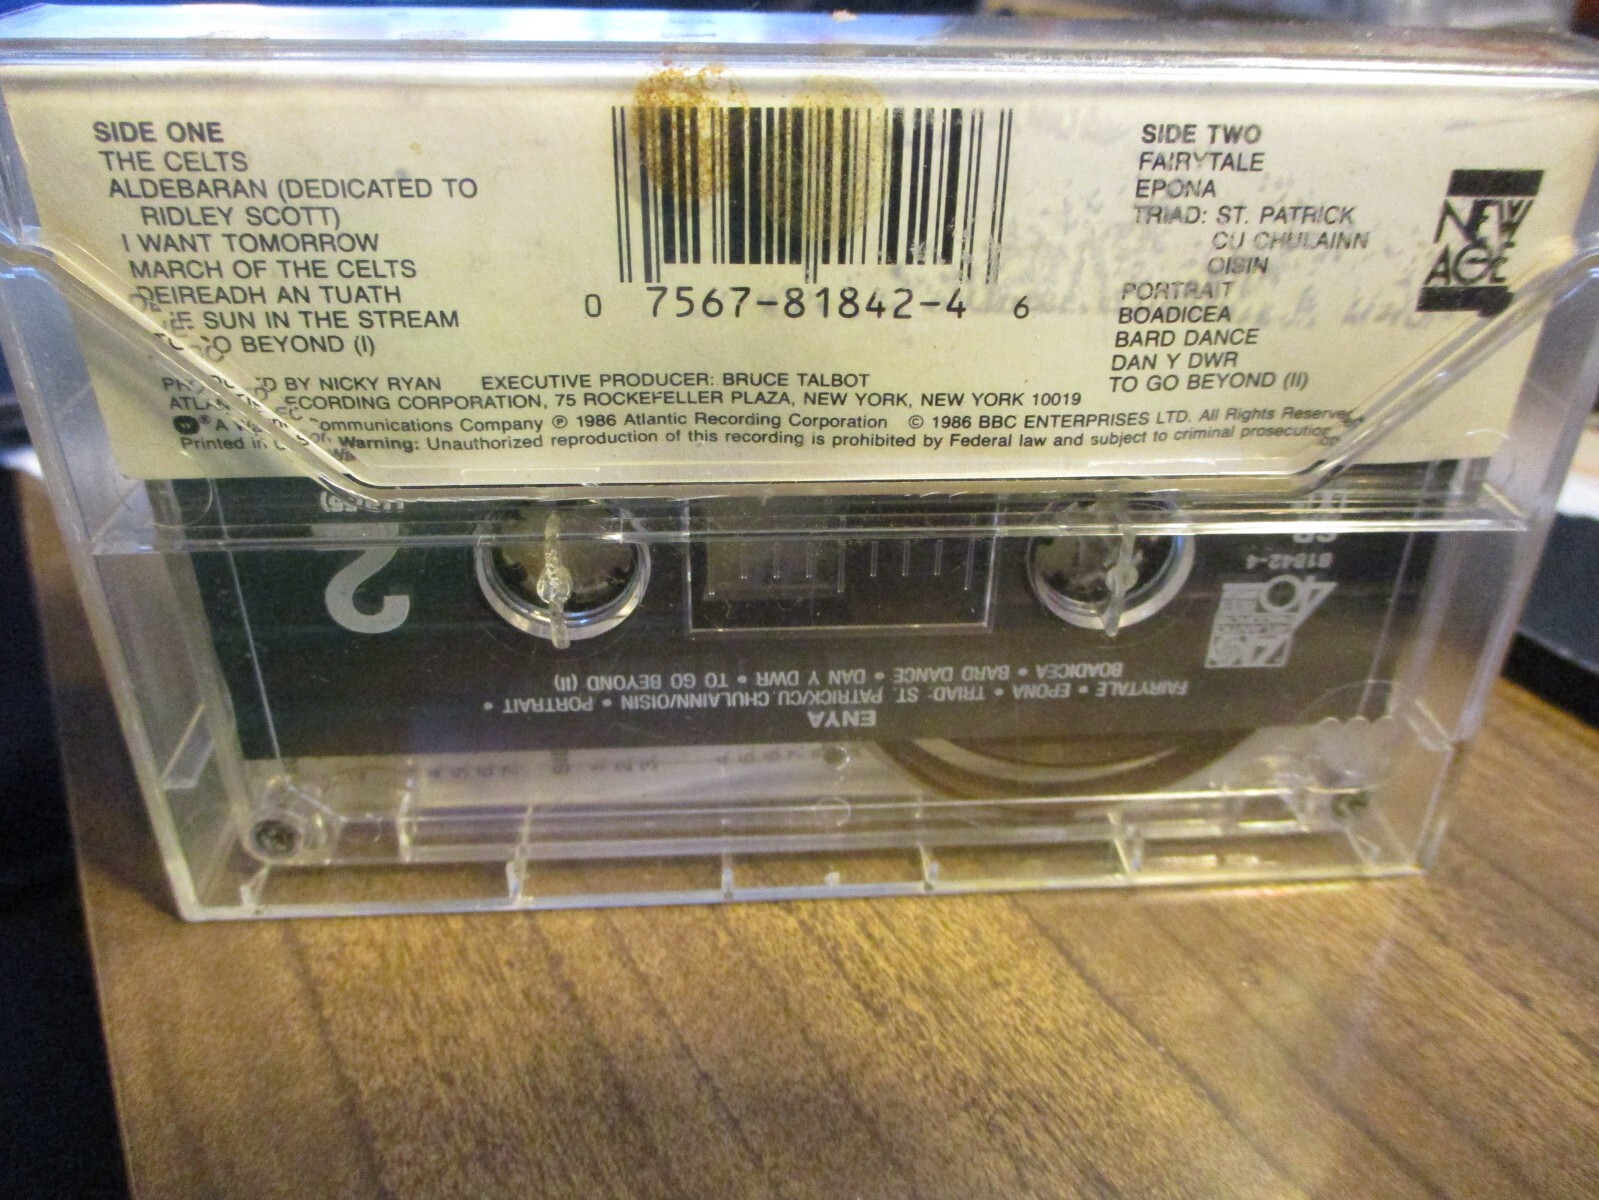 SIDE ONE
THE CELTS
ALDEBARAN (DEDICATED TO
RIDLEY SCOTT)
I WANT TOMORROW
MARCH OF THE CELTS
DEIREADH AN TUATH
SUN IN THE STREAM
TO GO BEYOND (I)
0 7567-81842-4 6
SIDE TWO
FAIRYTALE
EPONA
TRIAD: ST. PATRICK
CU CHULAINN
OISIN
PORTRAIT
BOADICEA
BARD DANCE
DAN Y DWR
TO GO BEYOND (II)
NEW
AGE
PRODUCED BY NICKY RYAN EXECUTIVE PRODUCER: BRUCE TALBOT
ATLANTIC RECORDING CORPORATION, 75 ROCKEFELLER PLAZA, NEW YORK, NEW YORK 10019
® A Warner Communications Company ℗ 1986 Atlantic Recording Corporation © 1986 BBC ENTERPRISES LTD. All Rights Reserved
Printed in Warning: Unauthorized reproduction of this recording is prohibited by Federal law and subject to criminal prosecution
2
81842-4
ENYA
FAIRYTALE • EPONA • TRIAD: ST. PATRICK/CU CHULAINN/OISIN • PORTRAIT •
BOADICEA • BARD DANCE • DAN Y DWR • TO GO BEYOND (II)